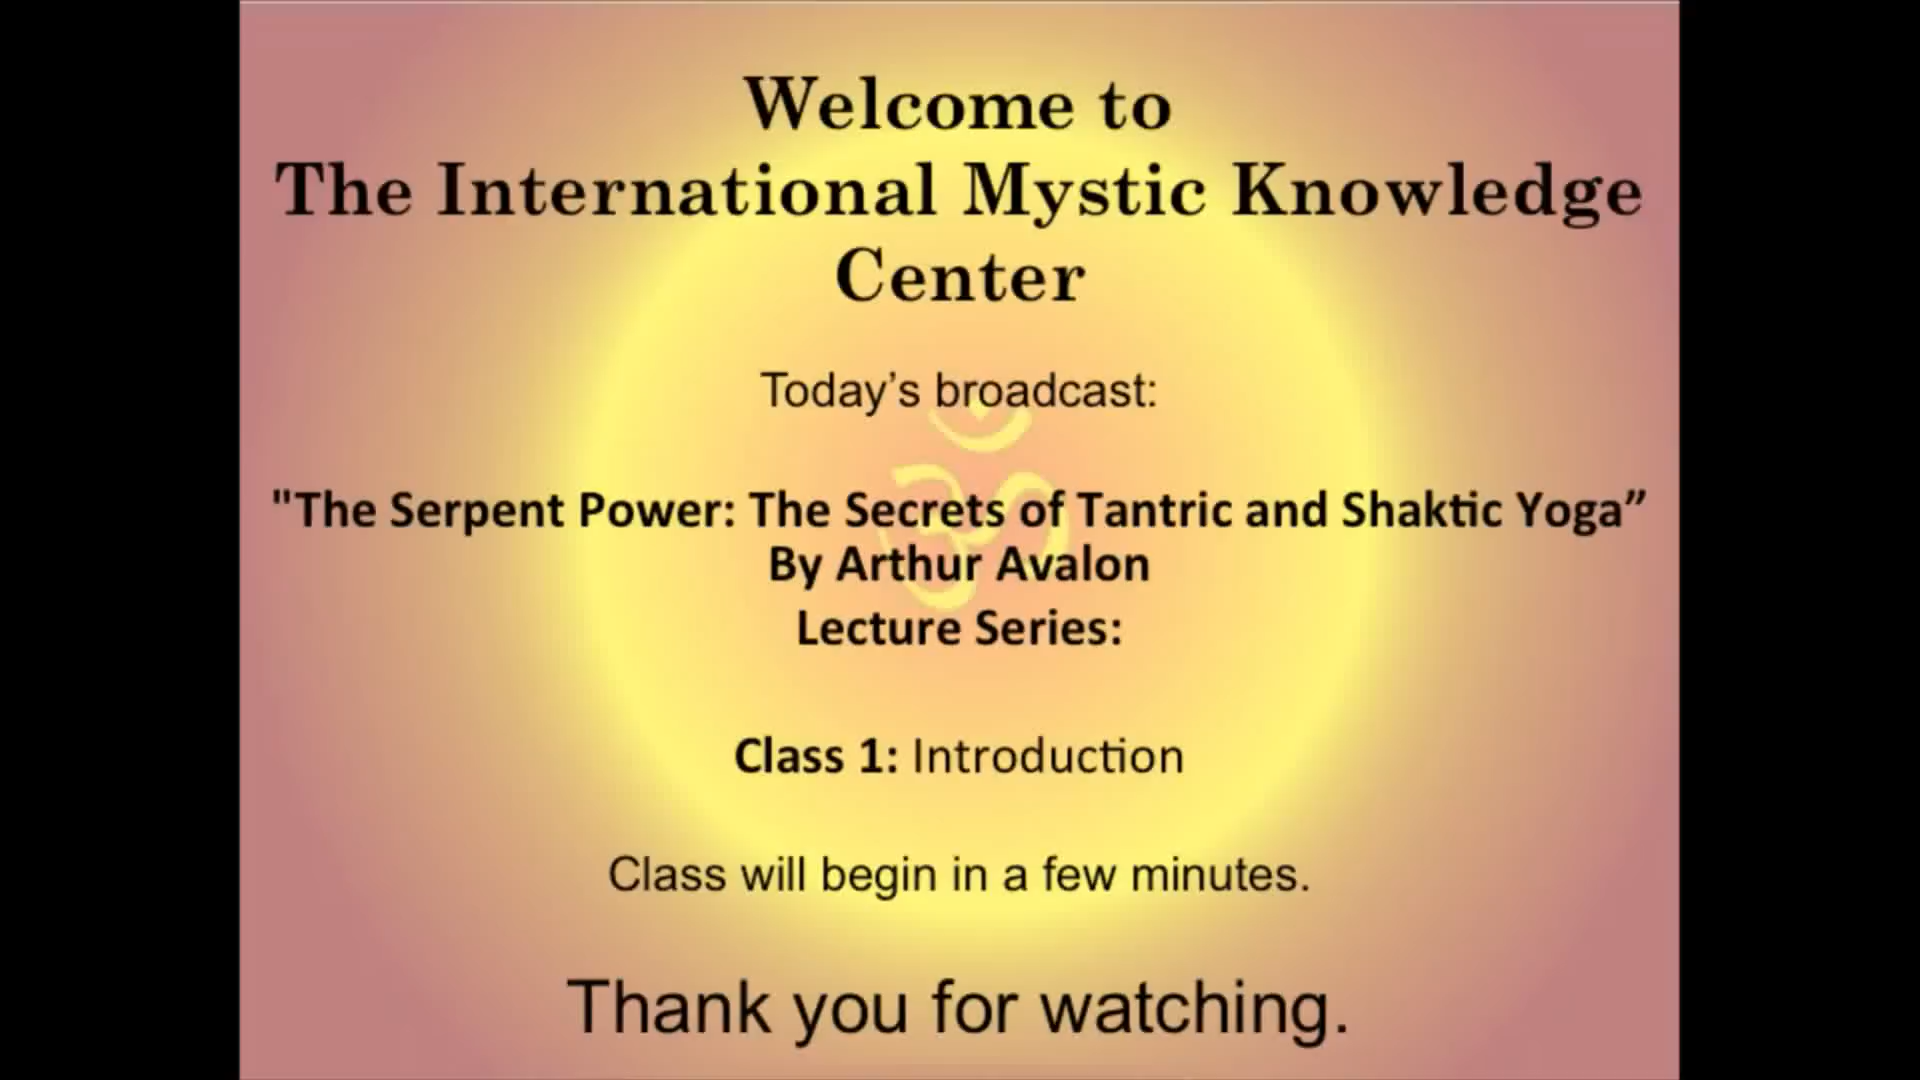 Welcome to
The International Mystic Knowledge
Center
Today’s broadcast:
"The Serpent Power: The Secrets of Tantric and Shaktic Yoga”
By Arthur Avalon
Lecture Series:
Class 1: Introduction
Class will begin in a few minutes.
Thank you for watching.
ॐ